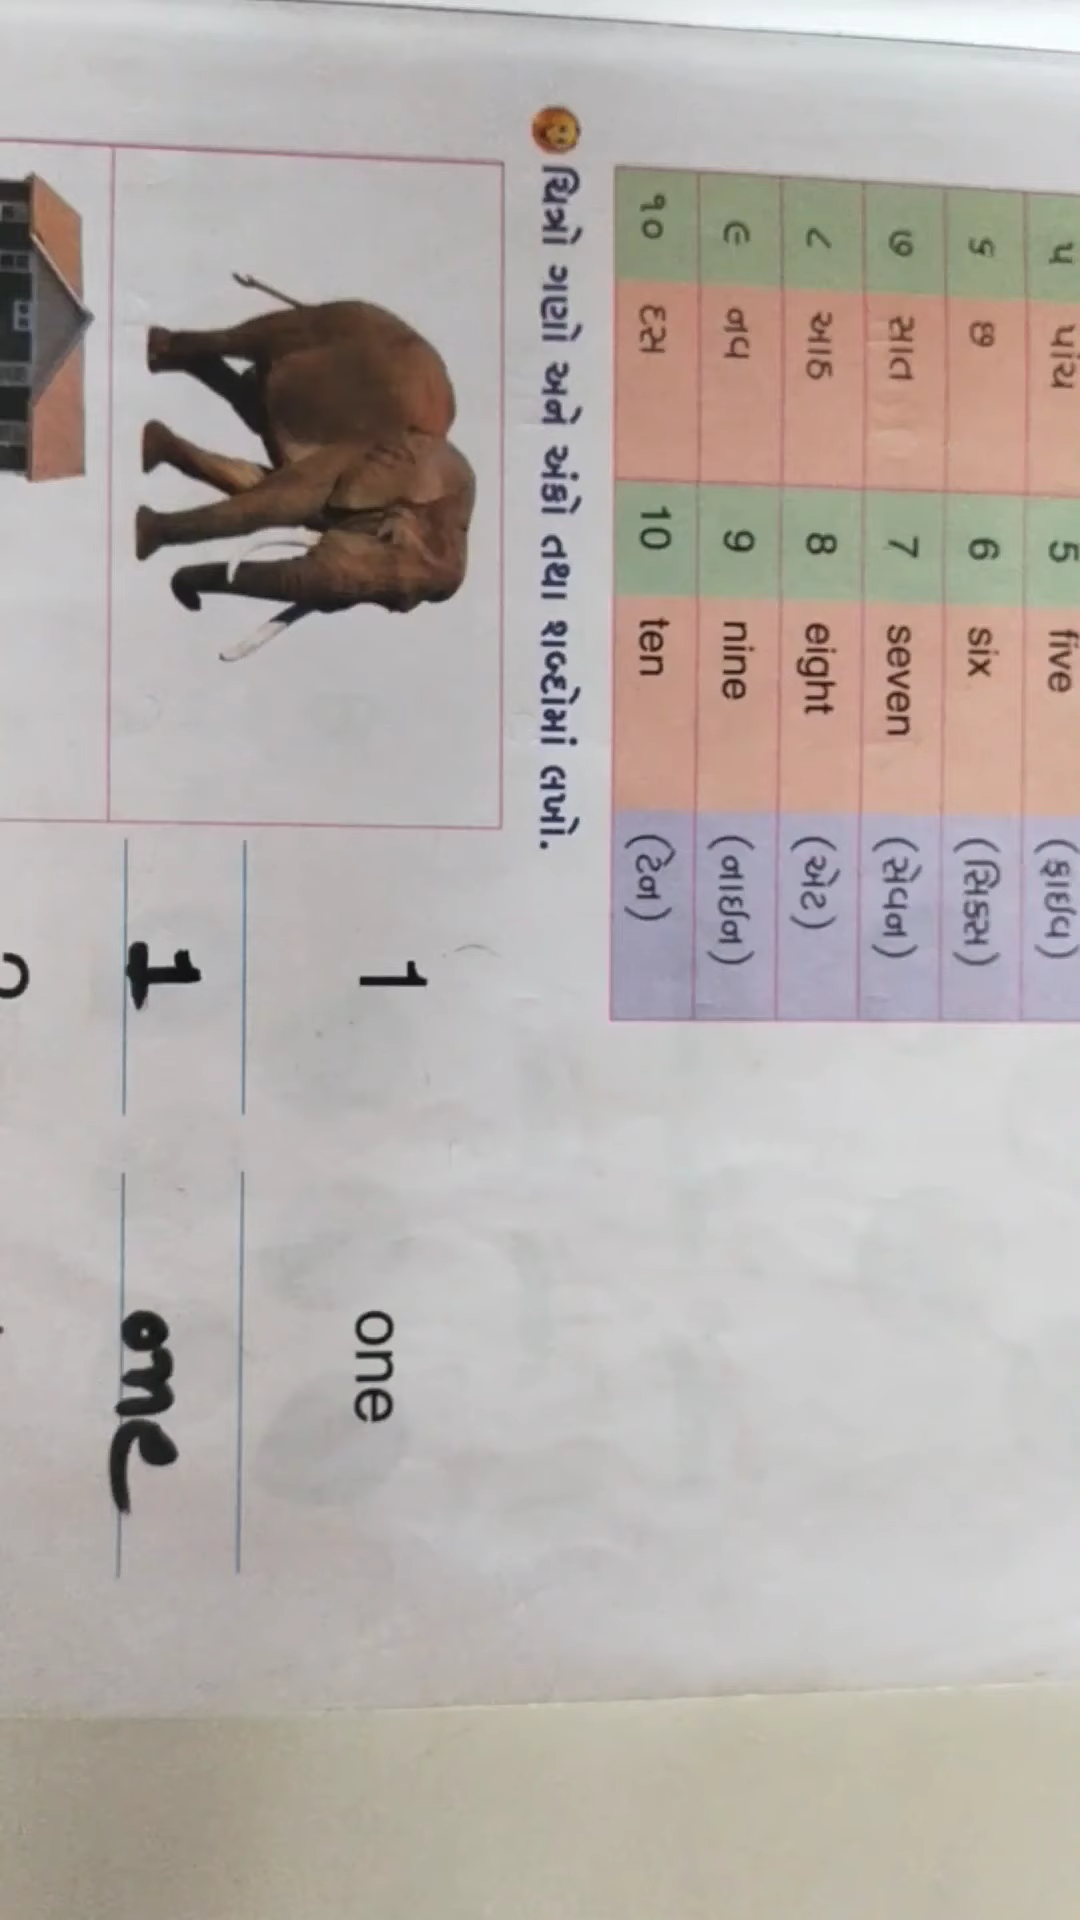 ૫ પાંચ 5 five (ફાઇવ)
૬ છ 6 six (સિક્સ)
૭ સાત 7 seven (સેવન)
૮ આઠ 8 eight (એટ)
૯ નવ 9 nine (નાઇન)
૧૦ દસ 10 ten (ટેન)
ચિત્રો ગણો અને અંકો તથા શબ્દોમાં લખો.
1 one
1 one